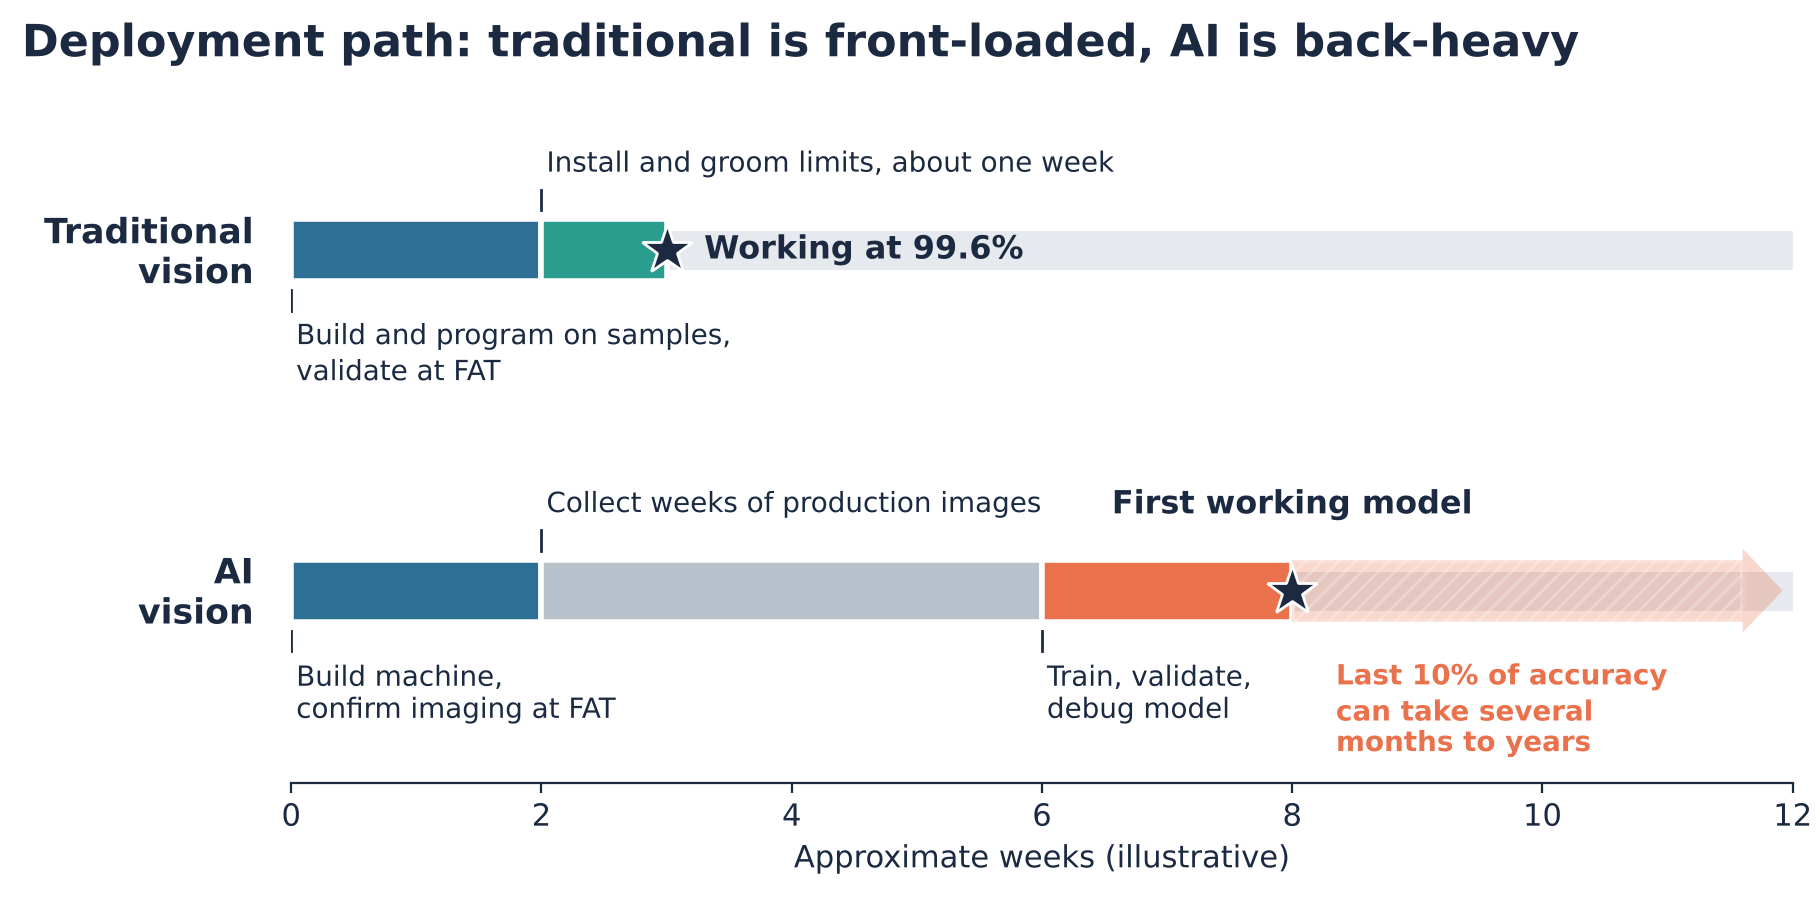 Deployment path: traditional is front-loaded, AI is back-heavy
Install and groom limits, about one week
Traditional
vision
Working at 99.6%
Build and program on samples,
validate at FAT
Collect weeks of production images
First working model
AI
vision
Build machine,
confirm imaging at FAT
Train, validate,
debug model
Last 10% of accuracy
can take several
months to years
0 2 4 6 8 10 12
Approximate weeks (illustrative)